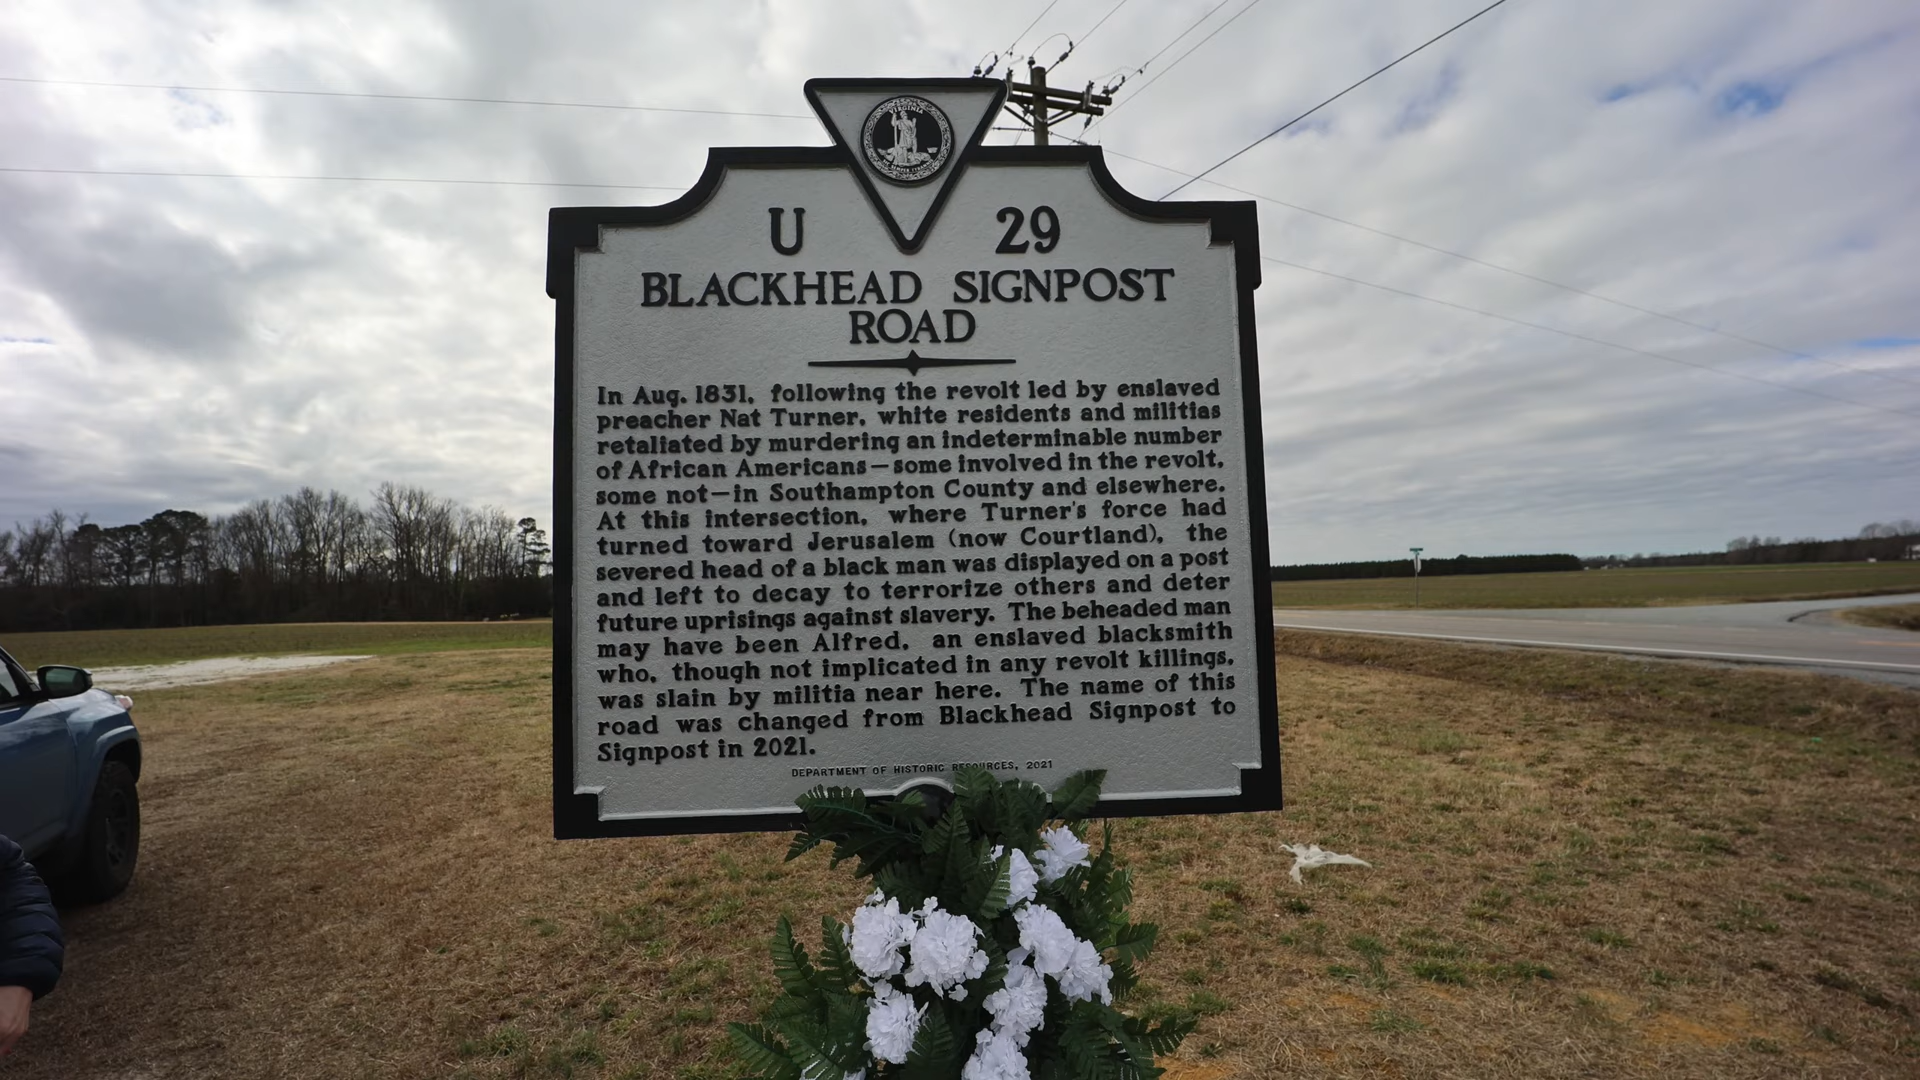 VIRGINIA
U 29
BLACKHEAD SIGNPOST
ROAD
In Aug. 1831, following the revolt led by enslaved
preacher Nat Turner, white residents and militias
retaliated by murdering an indeterminable number
of African Americans—some involved in the revolt,
some not—in Southampton County and elsewhere.
At this intersection, where Turner's force had
turned toward Jerusalem (now Courtland), the
severed head of a black man was displayed on a post
and left to decay to terrorize others and deter
future uprisings against slavery. The beheaded man
may have been Alfred, an enslaved blacksmith
who, though not implicated in any revolt killings,
was slain by militia near here. The name of this
road was changed from Blackhead Signpost to
Signpost in 2021.
DEPARTMENT OF HISTORIC RESOURCES, 2021